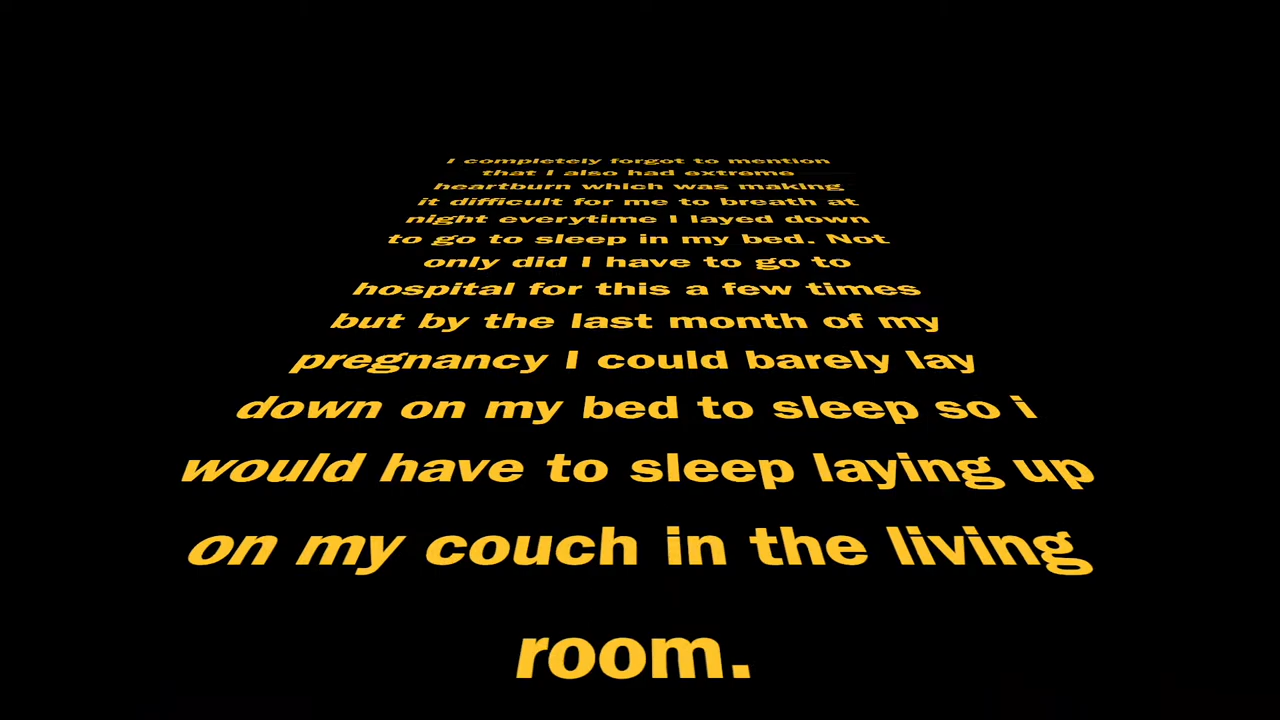 I completely forgot to mention
that I also had extreme
heartburn which was making
it difficult for me to breath at
night everytime I layed down
to go to sleep in my bed. Not
only did I have to go to
hospital for this a few times
but by the last month of my
pregnancy I could barely lay
down on my bed to sleep so i
would have to sleep laying up
on my couch in the living
room.